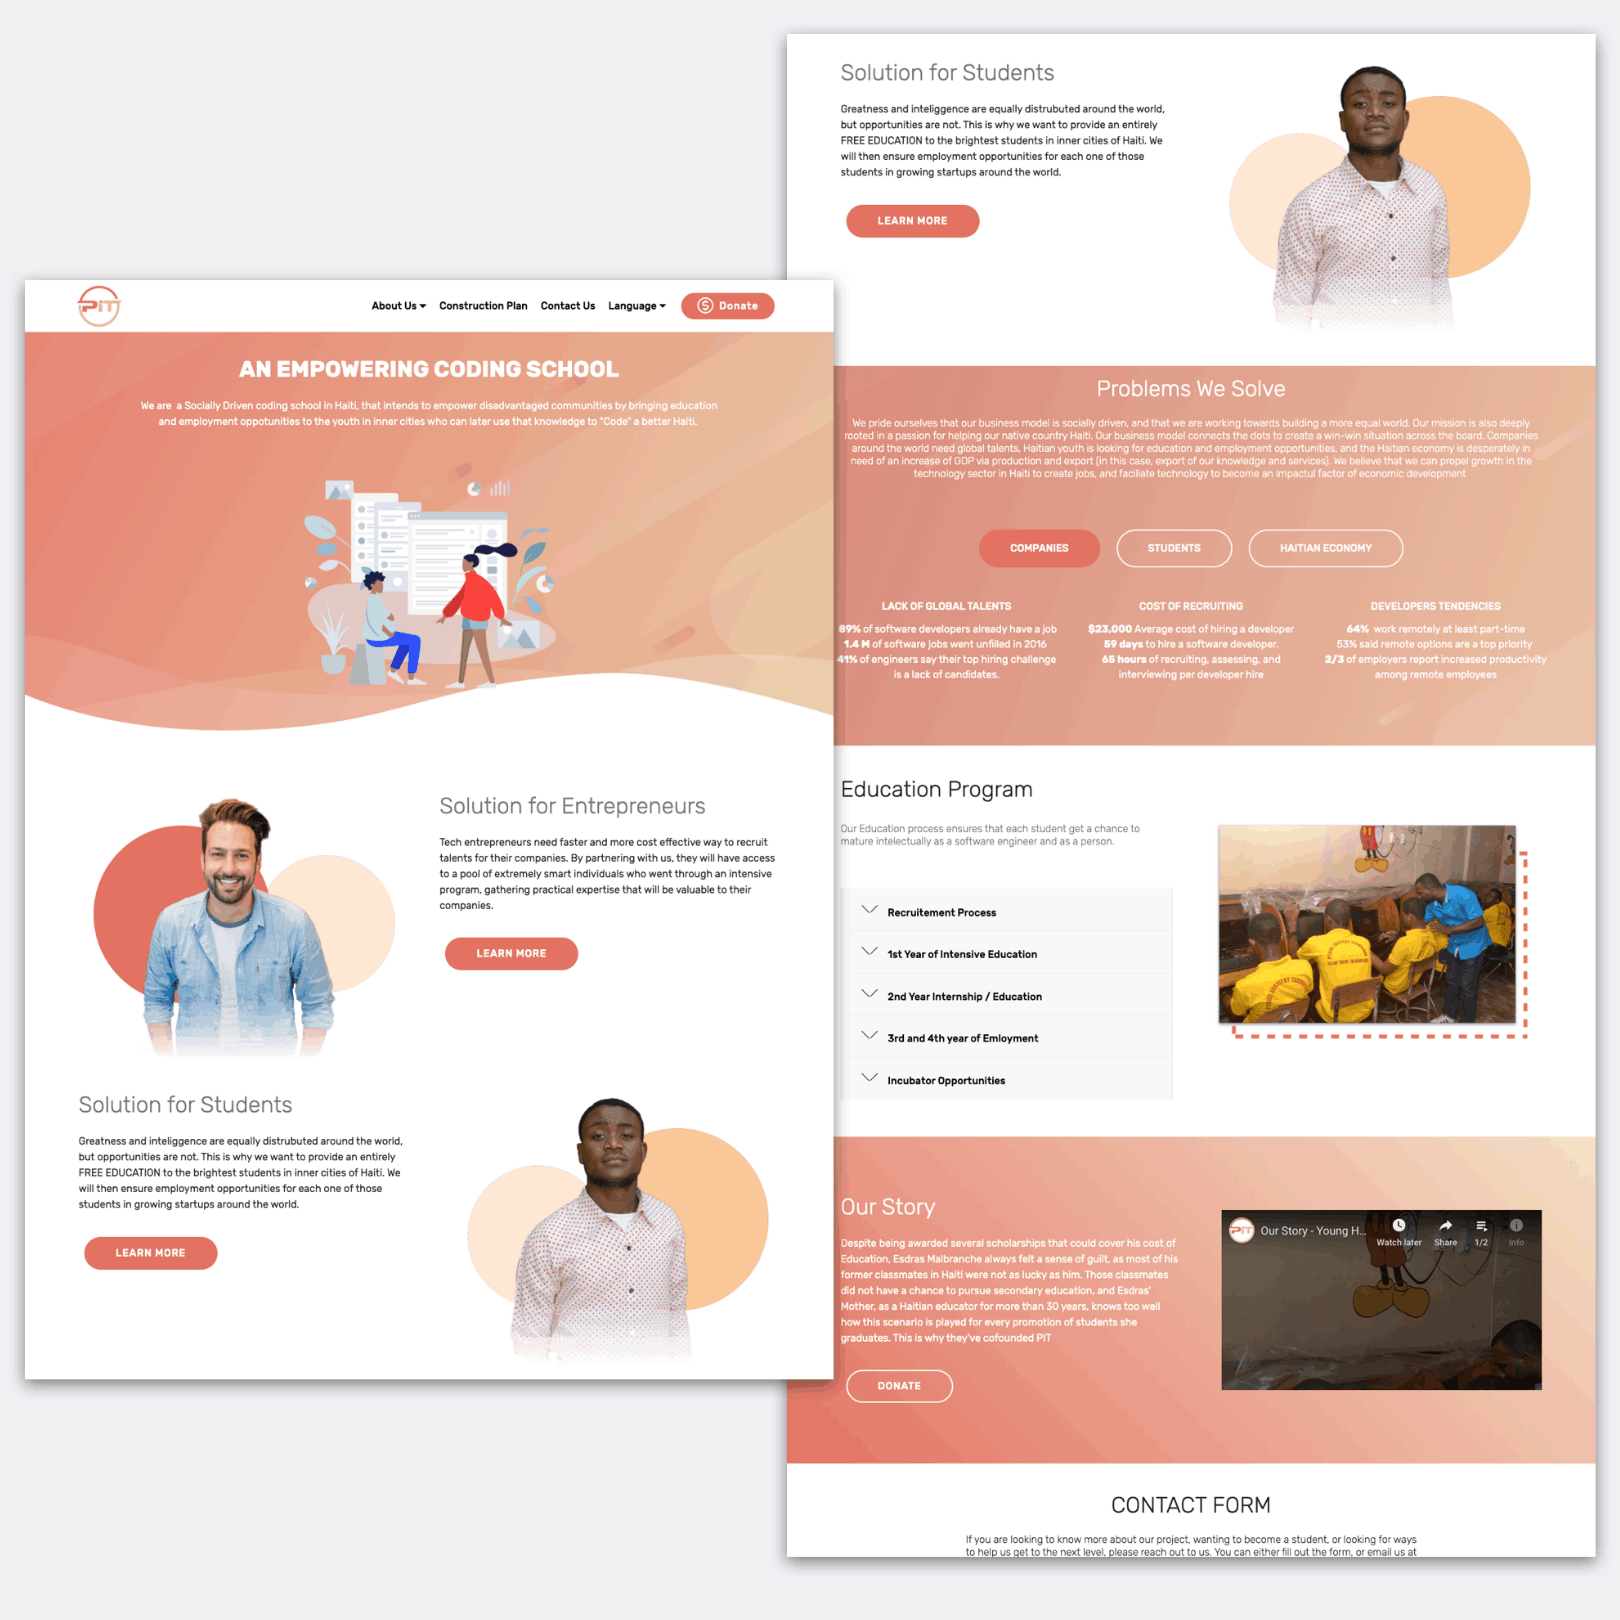 PIT
About Us
Construction Plan
Contact Us
Language
Donate
AN EMPOWERING CODING SCHOOL
We are a Socially Driven coding school in Haiti, that intends to empower disadvantaged communities by bringing education
and employment oppotunities to the youth in inner cities who can later use that knowledge to "Code" a better Haiti.
Solution for Entrepreneurs
Tech entrepreneurs need faster and more cost effective way to recruit
talents for their companies. By partnering with us, they will have access
to a pool of extremely smart individuals who went through an intensive
program, gathering practical expertise that will be valuable to their
companies.
LEARN MORE
Solution for Students
Greatness and inteliggence are equally distrubuted around the world,
but opportunities are not. This is why we want to provide an entirely
FREE EDUCATION to the brightest students in inner cities of Haiti. We
will then ensure employment opportunities for each one of those
students in growing startups around the world.
LEARN MORE
Solution for Students
Greatness and inteliggence are equally distrubuted around the world,
but opportunities are not. This is why we want to provide an entirely
FREE EDUCATION to the brightest students in inner cities of Haiti. We
will then ensure employment opportunities for each one of those
students in growing startups around the world.
LEARN MORE
Problems We Solve
We pride ourselves that our business model is socially driven, and that we are working towards building a more equal world. Our mission is also deeply
rooted in a passion for helping our native country Haiti. Our business model connects the dots to create a win-win situation across the board. Companies
around the world need global talents, Haitian youth is looking for education and employment opportunities, and the Haitian economy is desperately in
need of an increase of GDP via production and export (in this case, export of our knowledge and services). We believe that we can propel growth in the
technology sector in Haiti to create jobs, and faciliate technology to become an impactul factor of economic development
COMPANIES
STUDENTS
HAITIAN ECONOMY
LACK OF GLOBAL TALENTS
89% of software developers already have a job
1.4 M of software jobs went unfilled in 2016
41% of engineers say their top hiring challenge
is a lack of candidates.
COST OF RECRUITING
$23,000 Average cost of hiring a developer
59 days to hire a software developer.
65 hours of recruiting, assessing, and
interviewing per developer hire
DEVELOPERS TENDENCIES
64% work remotely at least part-time
53% said remote options are a top priority
2/3 of employers report increased productivity
among remote employees
Education Program
Our Education process ensures that each student get a chance to
mature intelectually as a software engineer and as a person.
Recruitement Process
1st Year of Intensive Education
2nd Year Internship / Education
3rd and 4th year of Emloyment
Incubator Opportunities
Our Story
Despite being awarded several scholarships that could cover his cost of
Education, Esdras Malbranche always felt a sense of guilt, as most of his
former classmates in Haiti were not as lucky as him. Those classmates
did not have a chance to pursue secondary education, and Esdras'
Mother, as a Haitian educator for more than 30 years, knows too well
how this scenario is played for every promotion of students she
graduates. This is why they've cofounded PIT
DONATE
PIT
Our Story - Young H...
Watch later
Share
1/2
Info
CONTACT FORM
If you are looking to know more about our project, wanting to become a student, or looking for ways
to help us get to the next level, please reach out to us. You can either fill out the form, or email us at